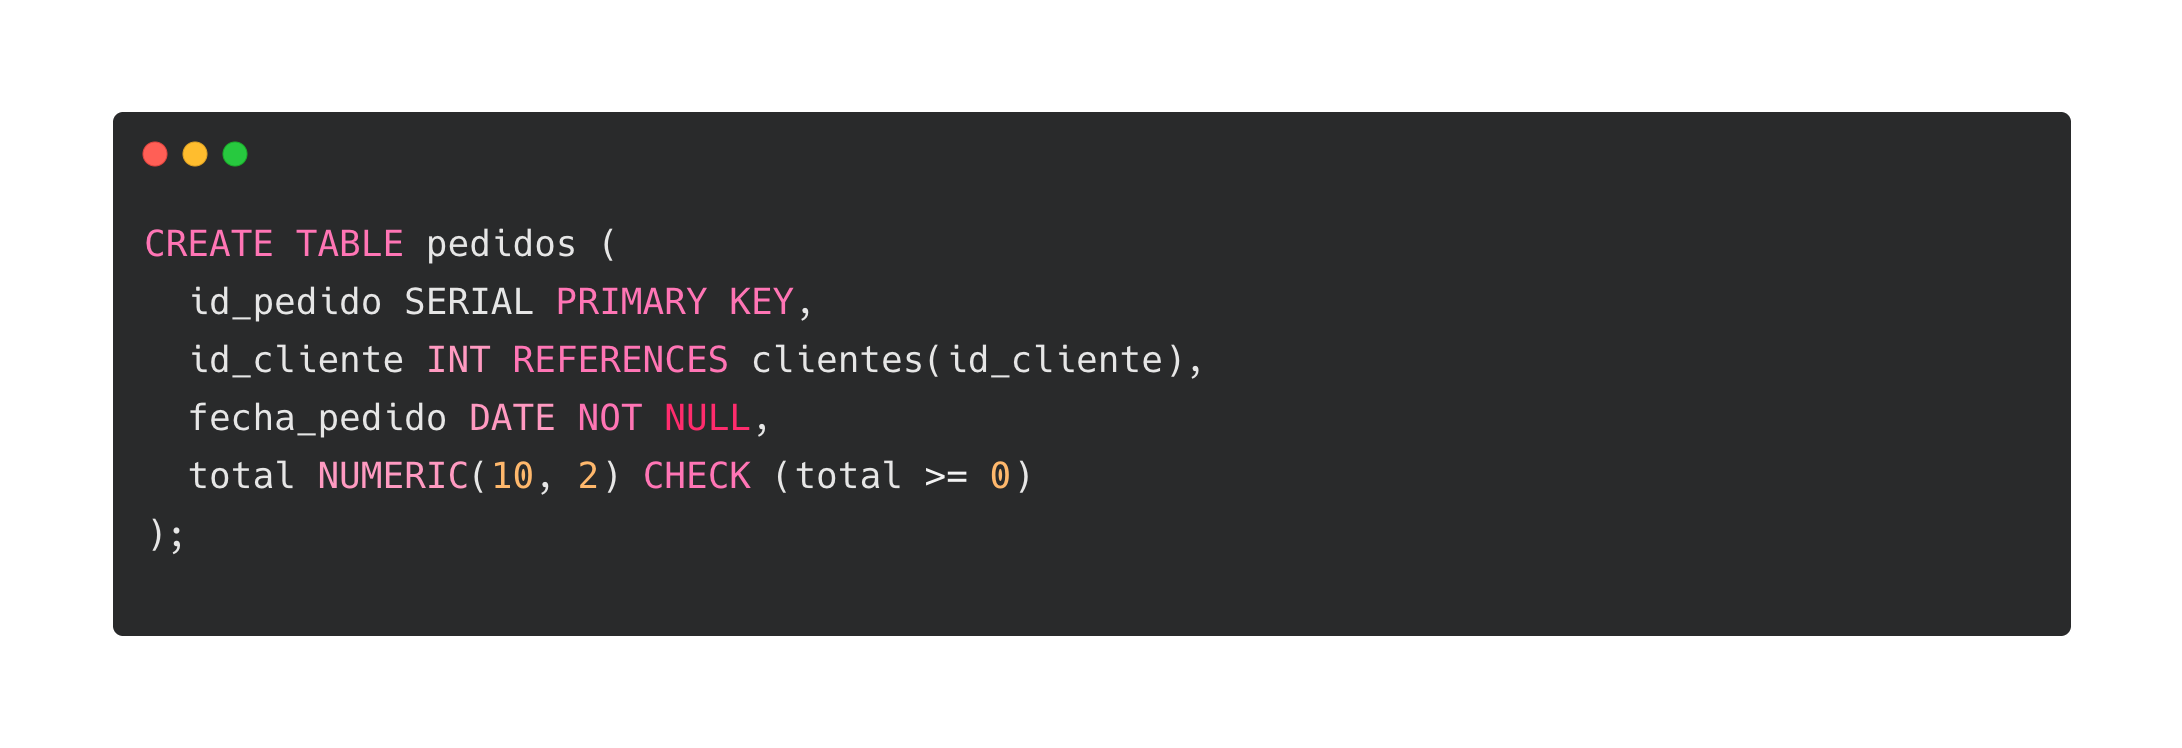 CREATE TABLE pedidos (
  id_pedido SERIAL PRIMARY KEY,
  id_cliente INT REFERENCES clientes(id_cliente),
  fecha_pedido DATE NOT NULL,
  total NUMERIC(10, 2) CHECK (total >= 0)
);